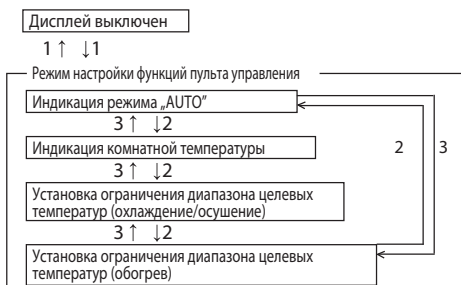 Дисплей выключен
1 ↑ ↓1
Режим настройки функций пульта управления
Индикация режима „AUTO”
3 ↑ ↓2
Индикация комнатной температуры
2 3
3 ↑ ↓2
Установка ограничения диапазона целевых
температур (охлаждение/осушение)
3 ↑ ↓2
Установка ограничения диапазона целевых
температур (обогрев)